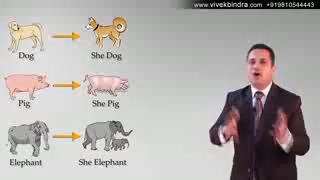 www.vivekbindra.com +919810544443
Dog
She Dog
Pig
She Pig
Elephant
She Elephant